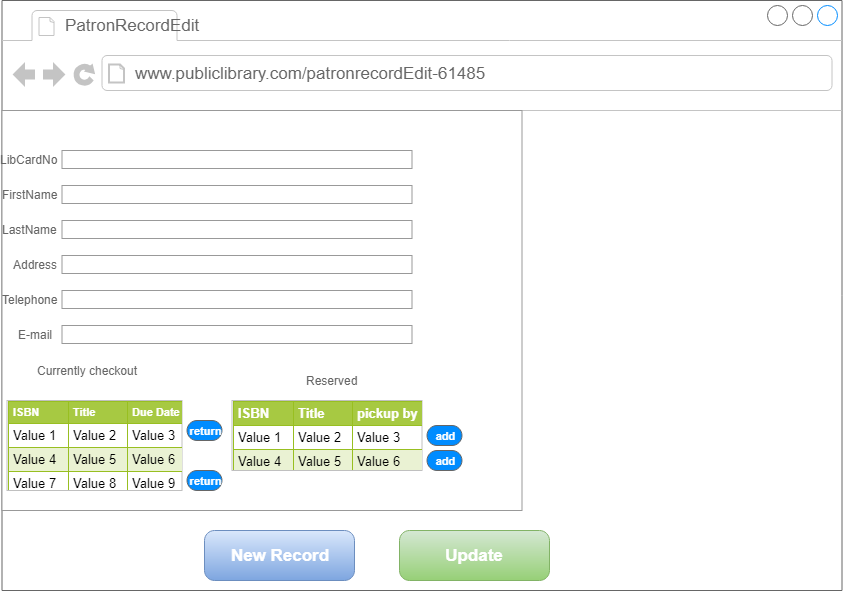 PatronRecordEdit
www.publiclibrary.com/patronrecordEdit-61485
LibCardNo
FirstName
LastName
Address
Telephone
E-mail
Currently checkout
Reserved
ISBN Title Due Date
Value 1 Value 2 Value 3 return
Value 4 Value 5 Value 6
Value 7 Value 8 Value 9 return
ISBN Title pickup by
Value 1 Value 2 Value 3 add
Value 4 Value 5 Value 6 add
New Record Update